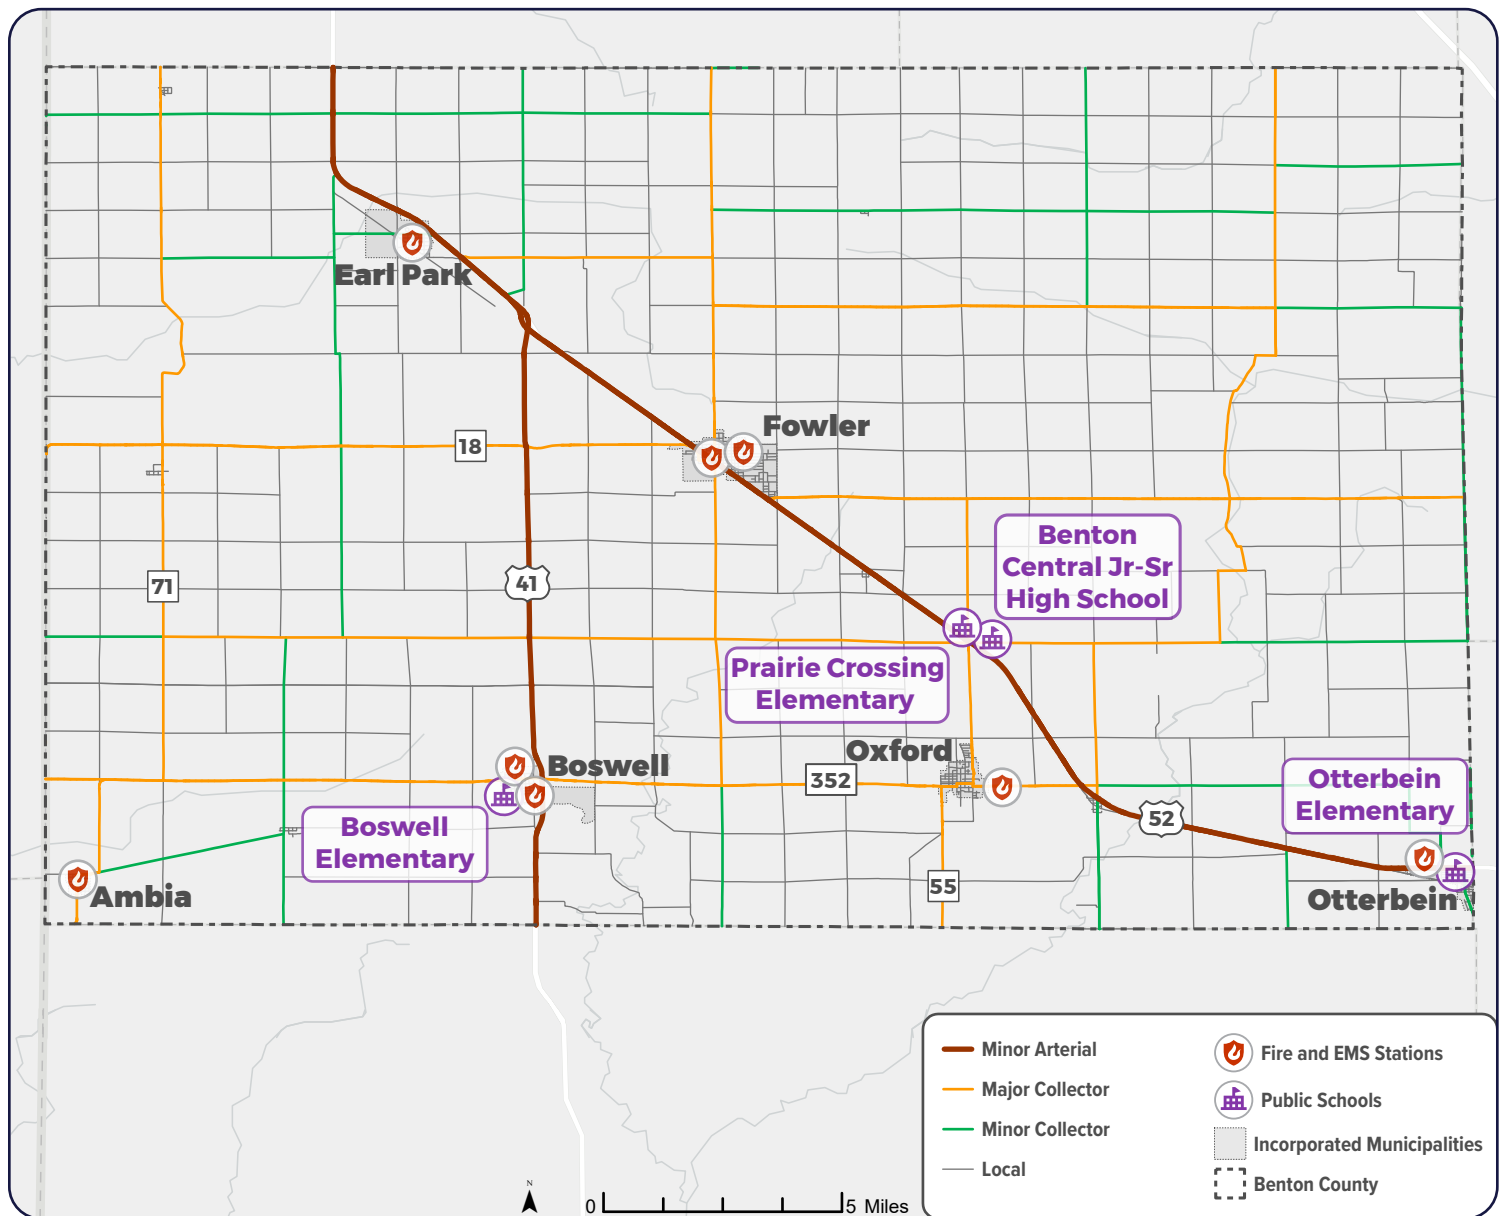 Earl Park
Fowler
18
Benton
Central Jr-Sr
High School
71
41
Prairie Crossing
Elementary
Oxford
Boswell
352
Otterbein
Elementary
Boswell
Elementary
52
55
Ambia
Otterbein
Minor Arterial
Major Collector
Minor Collector
Local
Fire and EMS Stations
Public Schools
Incorporated Municipalities
Benton County
N
0
5 Miles